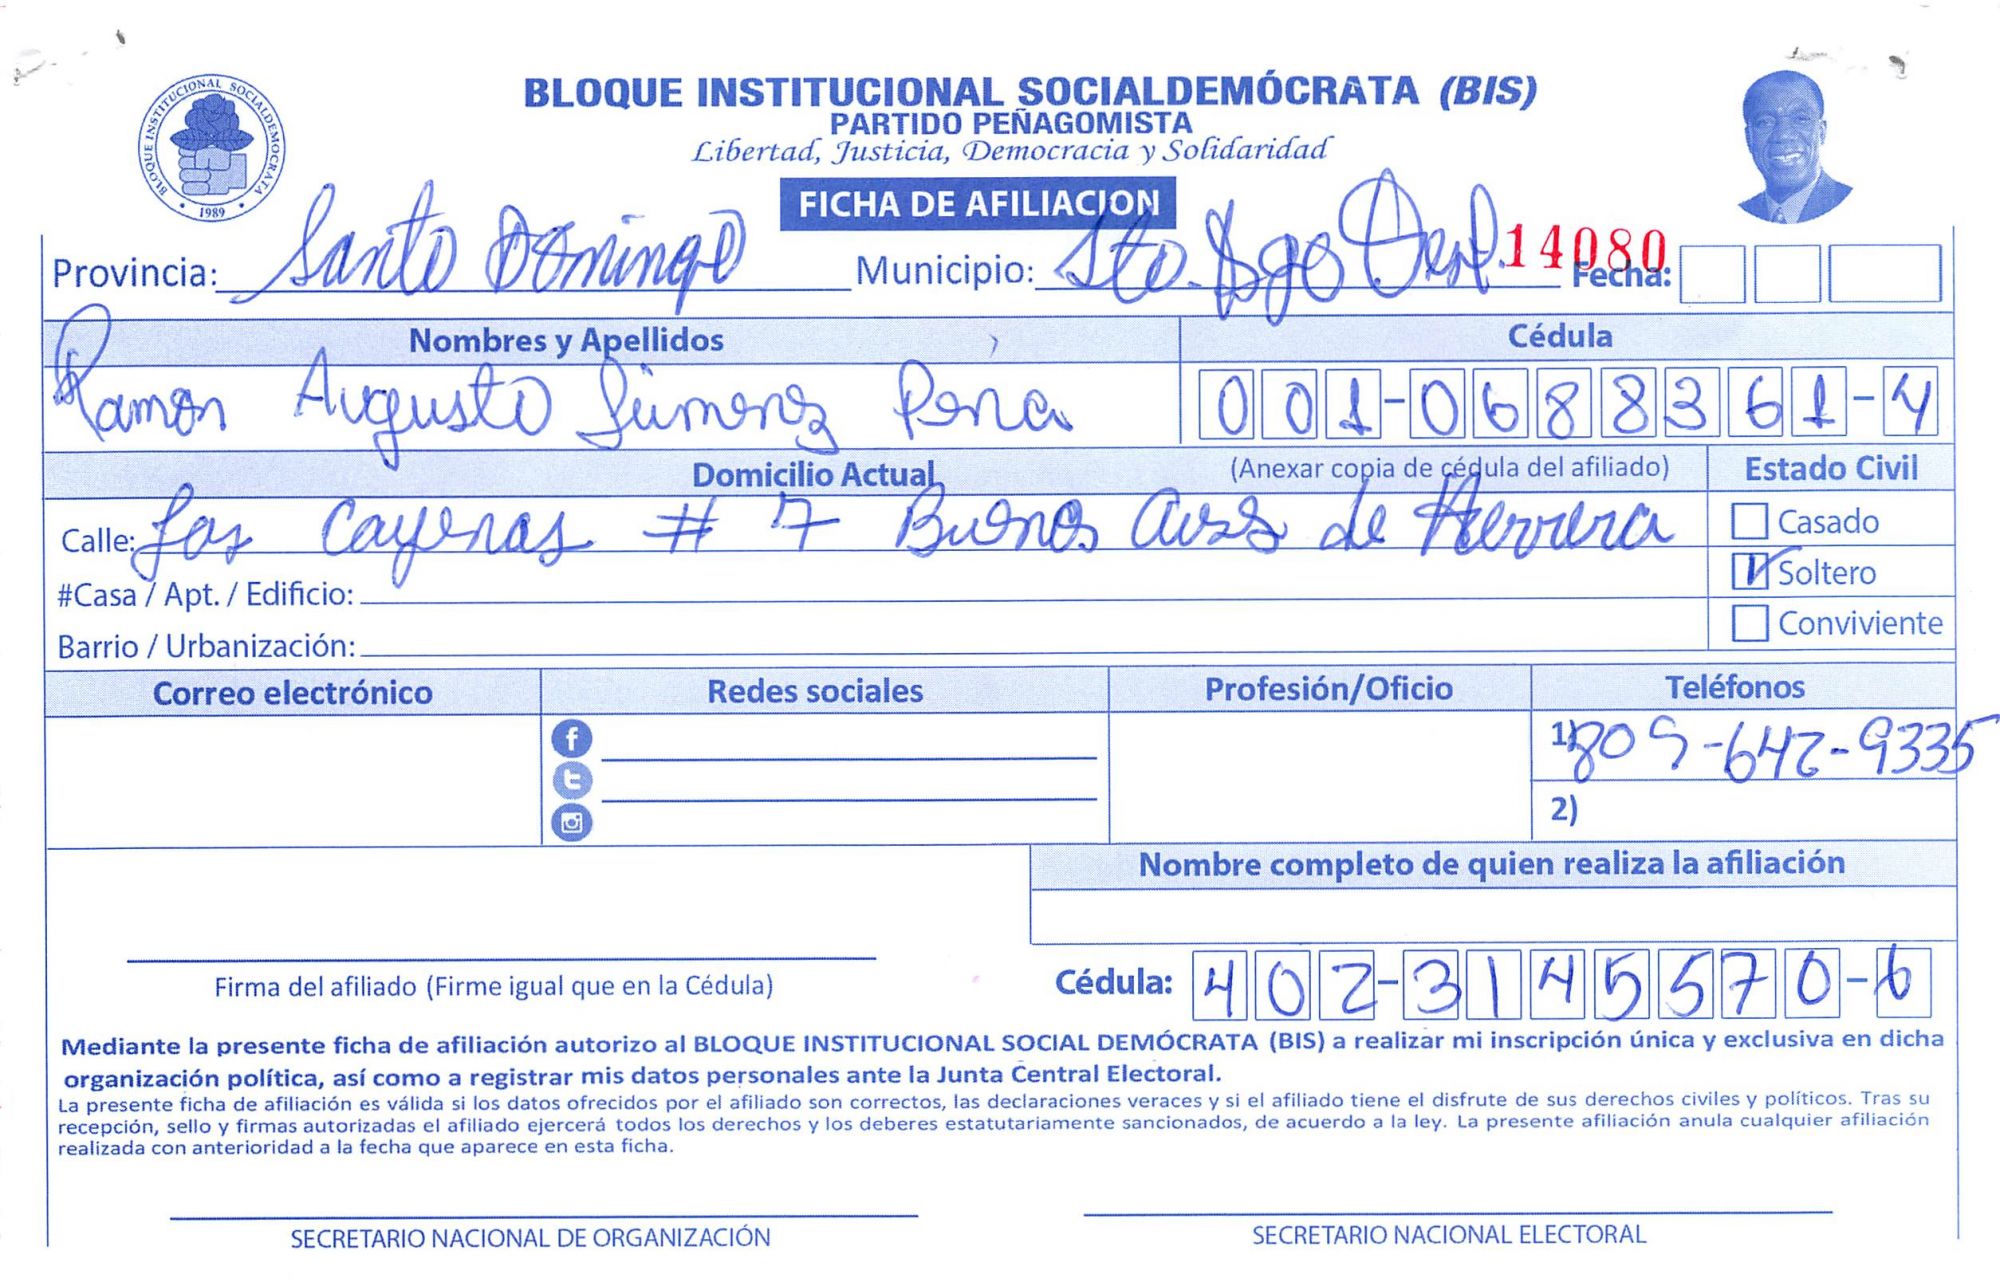 BLOQUE INSTITUCIONAL SOCIALDEMOCRATA
1989
BLOQUE INSTITUCIONAL SOCIALDEMÓCRATA (BIS)
PARTIDO PEÑAGOMISTA
Libertad, Justicia, Democracia y Solidaridad
FICHA DE AFILIACION
Provincia: Santo Domingo Municipio: Sto. Dgo Oest. 14080 Fecha:
Nombres y Apellidos Cédula
Ramon Augusto Jimenez Pena 001-0688361-4
Domicilio Actual (Anexar copia de cédula del afiliado) Estado Civil
Calle: Las Cayenas # 7 Buenos Aires de Herrera Casado
#Casa / Apt. / Edificio: Soltero
Barrio / Urbanización: Conviviente
Correo electrónico Redes sociales Profesión/Oficio Teléfonos
1) 809-642-9335
2)
Nombre completo de quien realiza la afiliación
Firma del afiliado (Firme igual que en la Cédula) Cédula: 402-3145570-6
Mediante la presente ficha de afiliación autorizo al BLOQUE INSTITUCIONAL SOCIAL DEMÓCRATA (BIS) a realizar mi inscripción única y exclusiva en dicha
organización política, así como a registrar mis datos personales ante la Junta Central Electoral.
La presente ficha de afiliación es válida si los datos ofrecidos por el afiliado son correctos, las declaraciones veraces y si el afiliado tiene el disfrute de sus derechos civiles y políticos. Tras su
recepción, sello y firmas autorizadas el afiliado ejercerá todos los derechos y los deberes estatutariamente sancionados, de acuerdo a la ley. La presente afiliación anula cualquier afiliación
realizada con anterioridad a la fecha que aparece en esta ficha.
SECRETARIO NACIONAL DE ORGANIZACIÓN SECRETARIO NACIONAL ELECTORAL